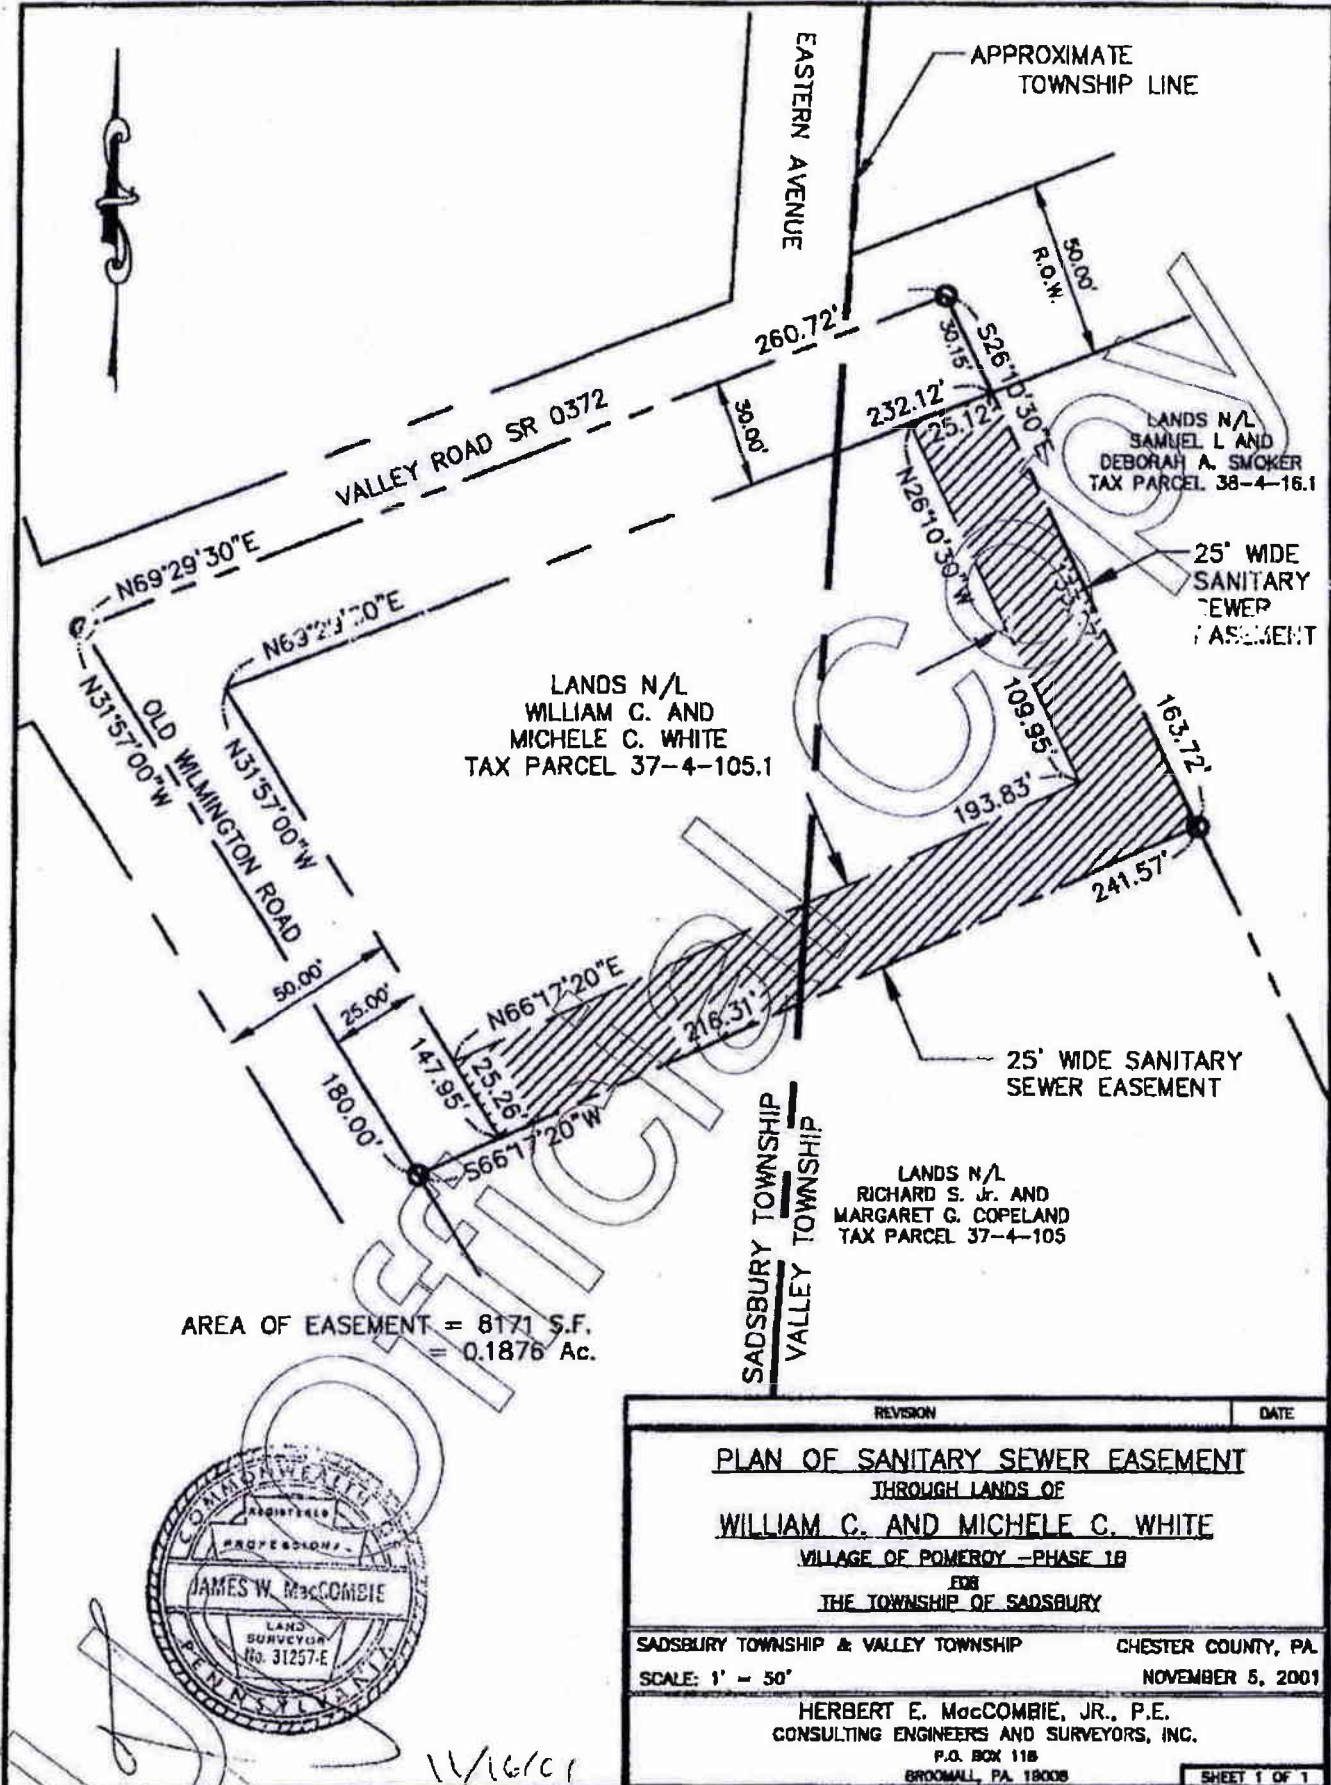 EASTERN AVENUE
APPROXIMATE
TOWNSHIP LINE
50.00'
R.O.W.
260.72'
30.15'
S26°10'30"E
232.12'
25.12'
30.00'
VALLEY ROAD SR 0372
LANDS N/L
SAMUEL L AND
DEBORAH A. SMOKER
TAX PARCEL 38-4-16.1
N26°10'30"W
25' WIDE
SANITARY
N69°29'30"E
N31°57'00"W
OLD WILMINGTON ROAD
N31°57'00"W
LANDS N/L
WILLIAM C. AND
MICHELE C. WHITE
TAX PARCEL 37-4-105.1
109.95'
163.72'
193.83'
241.57'
50.00'
25.00'
N66°17'20"E
216.31'
147.95'
25.26'
180.00'
S66°17'20"W
25' WIDE SANITARY
SEWER EASEMENT
SADSBURY TOWNSHIP
VALLEY TOWNSHIP
LANDS N/L
RICHARD S. Jr. AND
MARGARET G. COPELAND
TAX PARCEL 37-4-105
AREA OF EASEMENT = 8171 S.F.
= 0.1876 Ac.
Unofficial Copy
COMMONWEALTH OF
REGISTERED
PROFESSIONAL
JAMES W. MacCOMBIE
LAND
SURVEYOR
No. 31257-E
PENNSYLVANIA
11/16/01
REVISION DATE
PLAN OF SANITARY SEWER EASEMENT
THROUGH LANDS OF
WILLIAM C. AND MICHELE C. WHITE
VILLAGE OF POMEROY -PHASE 1B
FOR
THE TOWNSHIP OF SADSBURY
SADSBURY TOWNSHIP & VALLEY TOWNSHIP CHESTER COUNTY, PA.
SCALE: 1' = 50' NOVEMBER 5, 2001
HERBERT E. MacCOMBIE, JR., P.E.
CONSULTING ENGINEERS AND SURVEYORS, INC.
P.O. BOX 118
BROOMALL, PA. 19008
SHEET 1 OF 1